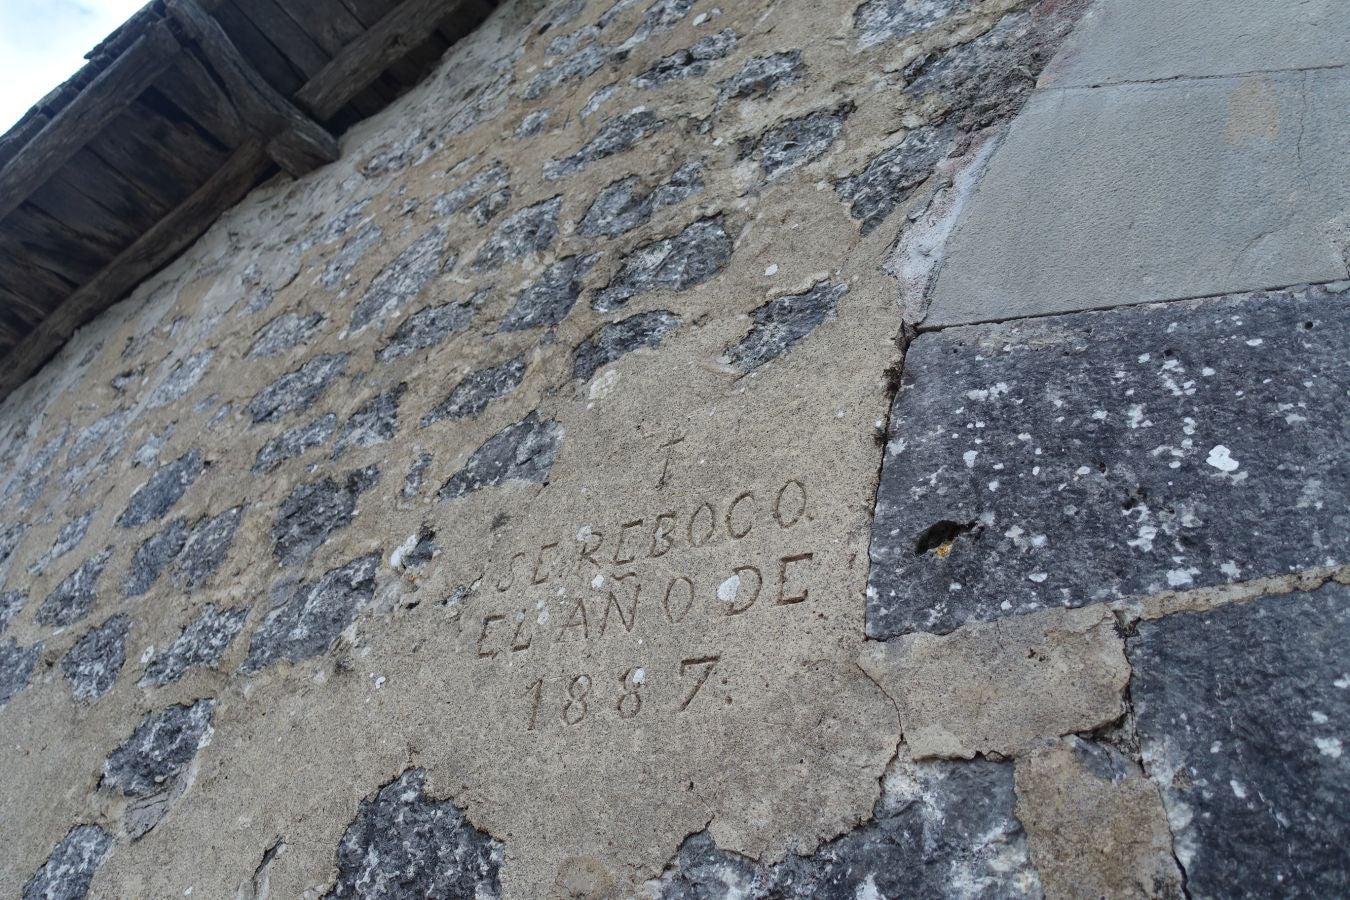 †
SE REBOCO
EL AÑO DE
1887.